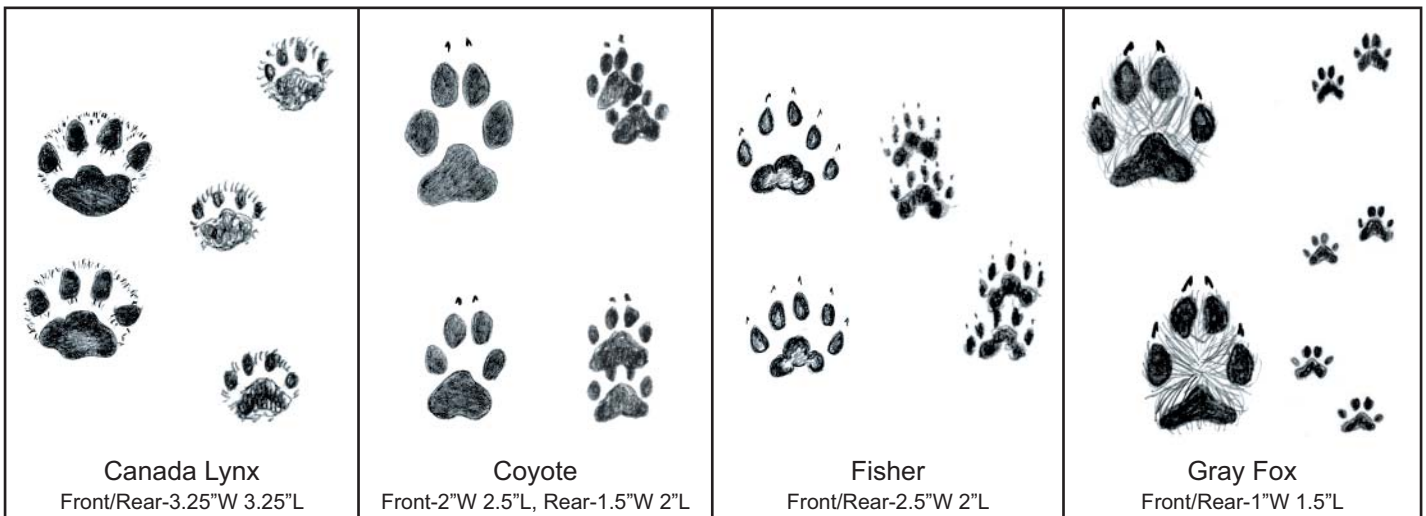 Canada Lynx
Front/Rear-3.25”W 3.25”L
Coyote
Front-2”W 2.5”L, Rear-1.5”W 2”L
Fisher
Front/Rear-2.5”W 2”L
Gray Fox
Front/Rear-1”W 1.5”L